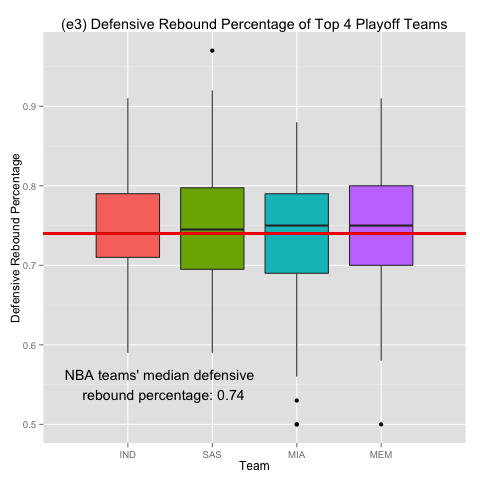 (e3) Defensive Rebound Percentage of Top 4 Playoff Teams
Defensive Rebound Percentage
0.9
0.8
0.7
0.6
0.5
NBA teams' median defensive
rebound percentage: 0.74
IND SAS MIA MEM
Team